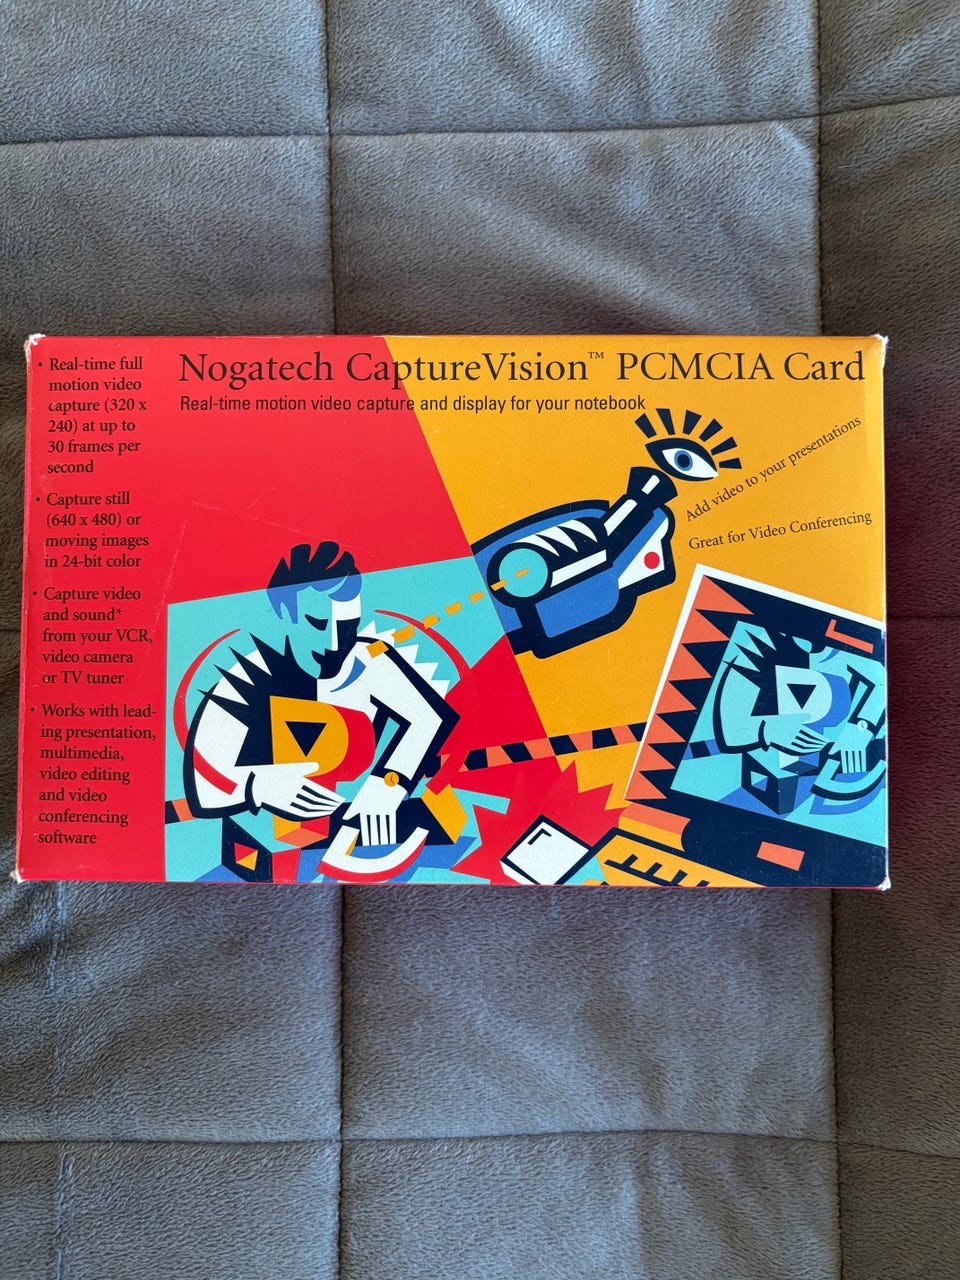 Nogatech CaptureVision™ PCMCIA Card
Real-time motion video capture and display for your notebook
• Real-time full
motion video
capture (320 x
240) at up to
30 frames per
second
• Capture still
(640 x 480) or
moving images
in 24-bit color
• Capture video
and sound*
from your VCR,
video camera
or TV tuner
• Works with lead-
ing presentation,
multimedia,
video editing
and video
conferencing
software
Add video to your presentations
Great for Video Conferencing